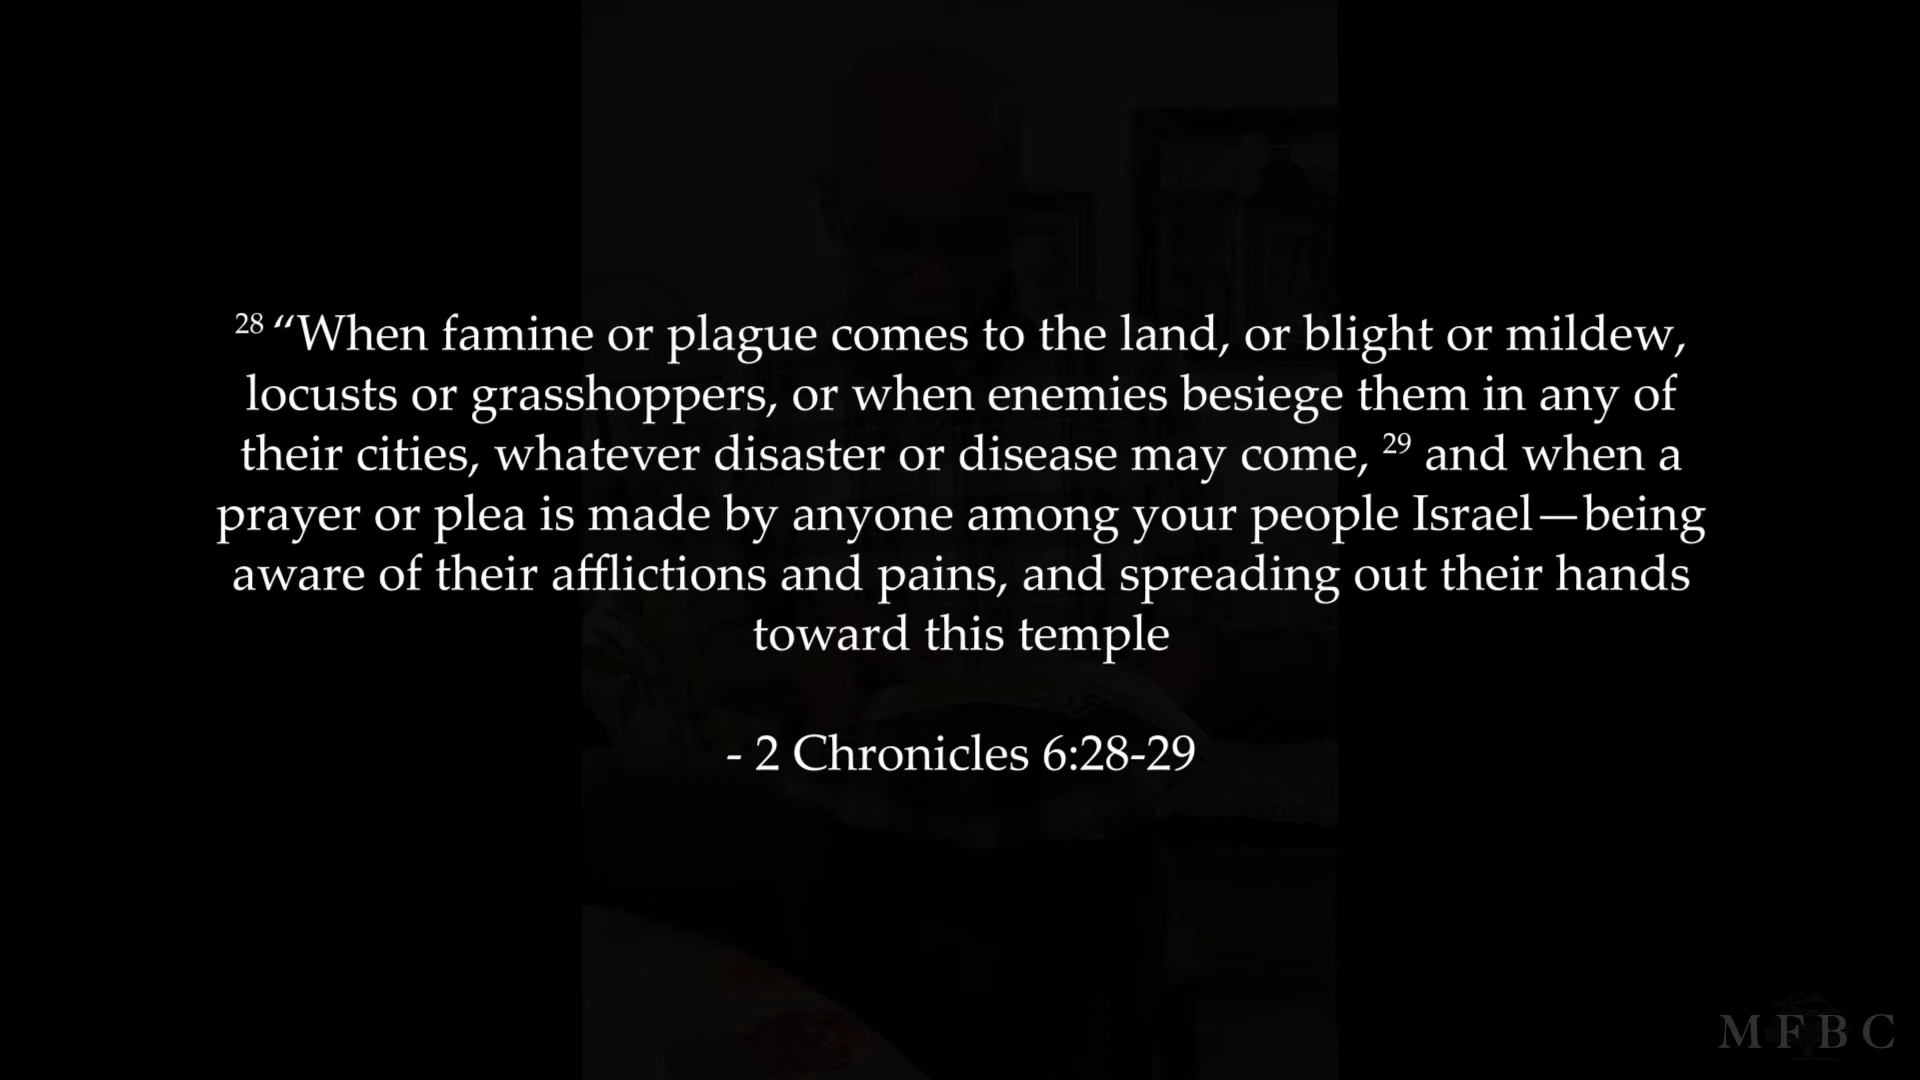 28 “When famine or plague comes to the land, or blight or mildew,
locusts or grasshoppers, or when enemies besiege them in any of
their cities, whatever disaster or disease may come, 29 and when a
prayer or plea is made by anyone among your people Israel—being
aware of their afflictions and pains, and spreading out their hands
toward this temple
- 2 Chronicles 6:28-29
MFBC